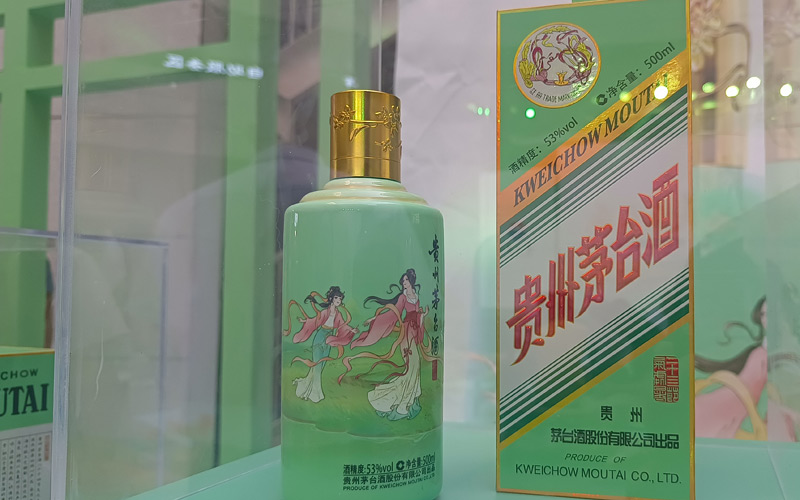 净含量：500ml
酒精度：53%vol
KWEICHOW MOUTAI
贵州茅台酒
贵州
茅台酒股份有限公司出品
PRODUCE OF
KWEICHOW MOUTAI CO., LTD.
贵州茅台酒
酒精度:53%vol 净含量:500ml
贵州茅台酒股份有限公司出品
PRODUCE OF KWEICHOW MOUTAI CO., LTD.
CHOW
UTAI